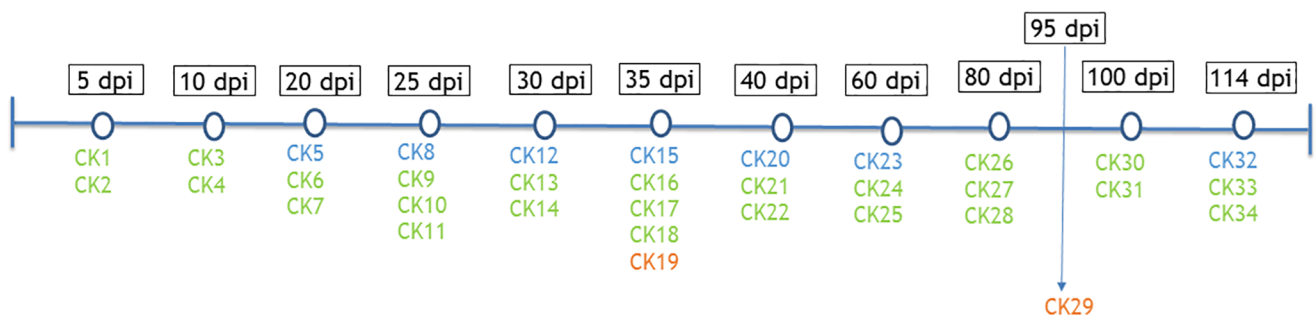 95 dpi
5 dpi
10 dpi
20 dpi
25 dpi
30 dpi
35 dpi
40 dpi
60 dpi
80 dpi
100 dpi
114 dpi
CK1
CK2
CK3
CK4
CK5
CK6
CK7
CK8
CK9
CK10
CK11
CK12
CK13
CK14
CK15
CK16
CK17
CK18
CK19
CK20
CK21
CK22
CK23
CK24
CK25
CK26
CK27
CK28
CK29
CK30
CK31
CK32
CK33
CK34